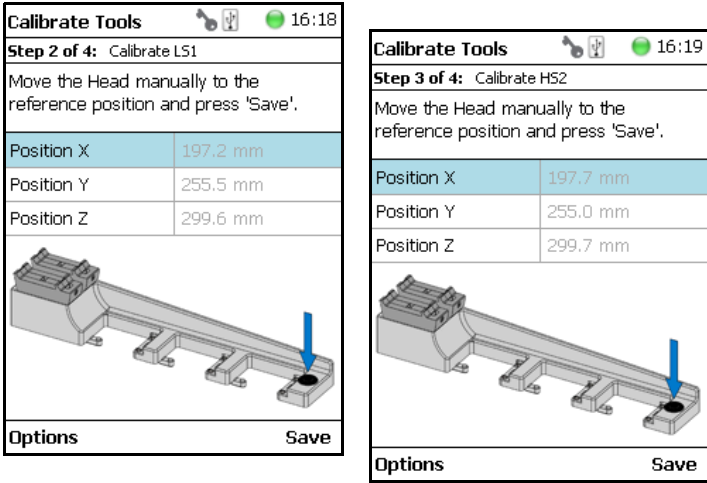 Calibrate Tools 16:18
Step 2 of 4: Calibrate LS1
Move the Head manually to the
reference position and press 'Save'.
Position X 197.2 mm
Position Y 255.5 mm
Position Z 299.6 mm
Options Save
Calibrate Tools 16:19
Step 3 of 4: Calibrate HS2
Move the Head manually to the
reference position and press 'Save'.
Position X 197.7 mm
Position Y 255.0 mm
Position Z 299.7 mm
Options Save